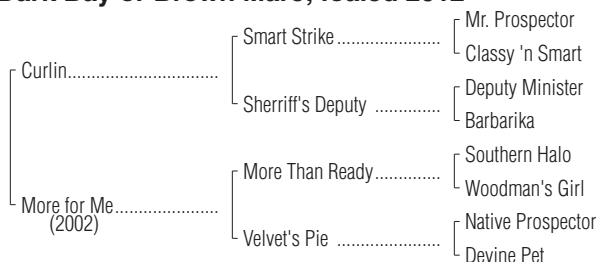 Dark Bay or Brown Mare; foaled 2012
Mr. Prospector
Smart Strike
Classy 'n Smart
Curlin
Deputy Minister
Sherriff's Deputy
Barbarika
Southern Halo
More Than Ready
Woodman's Girl
More for Me
(2002)
Native Prospector
Velvet's Pie
Devine Pet